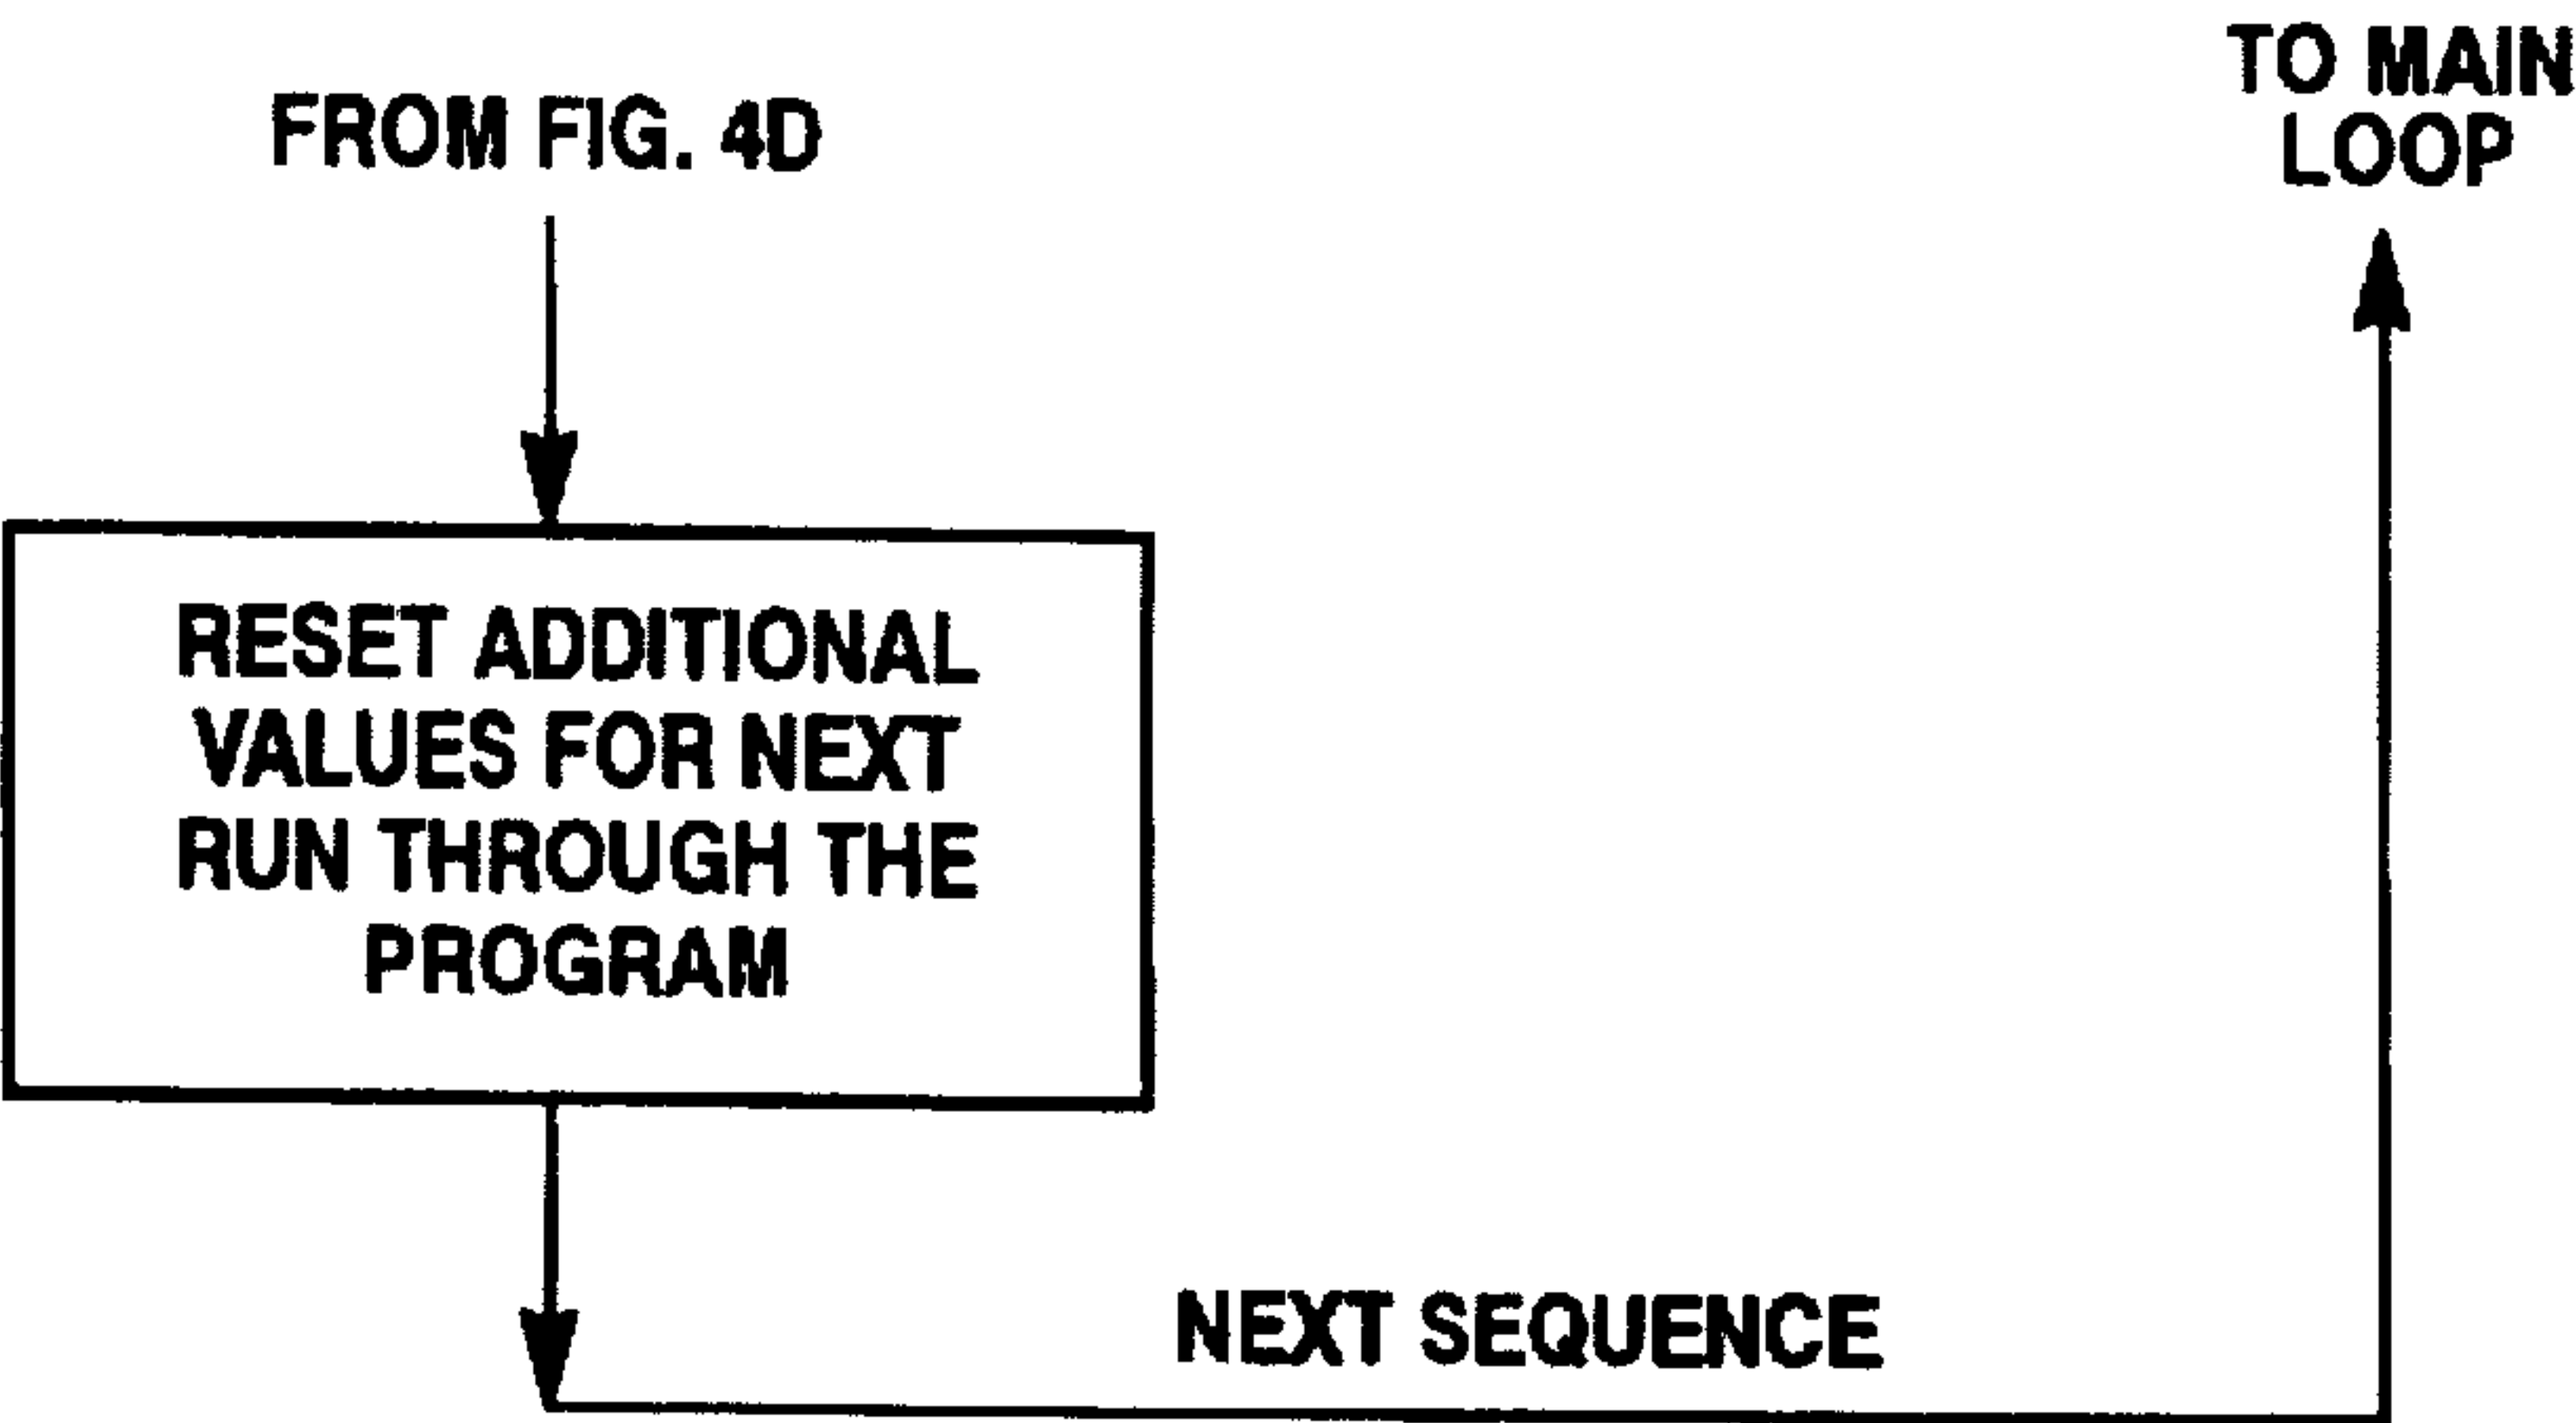 FROM FIG. 4D
TO MAIN
LOOP
RESET ADDITIONAL
VALUES FOR NEXT
RUN THROUGH THE
PROGRAM
NEXT SEQUENCE